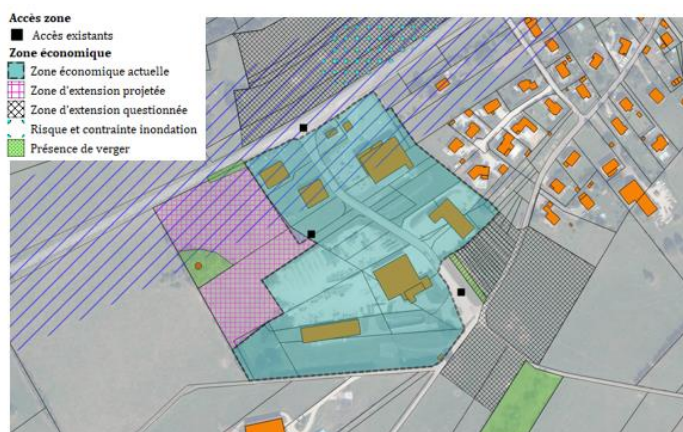 Accès zone
Accès existants
Zone économique
Zone économique actuelle
Zone d'extension projetée
Zone d'extension questionnée
Risque et contrainte inondation
Présence de verger